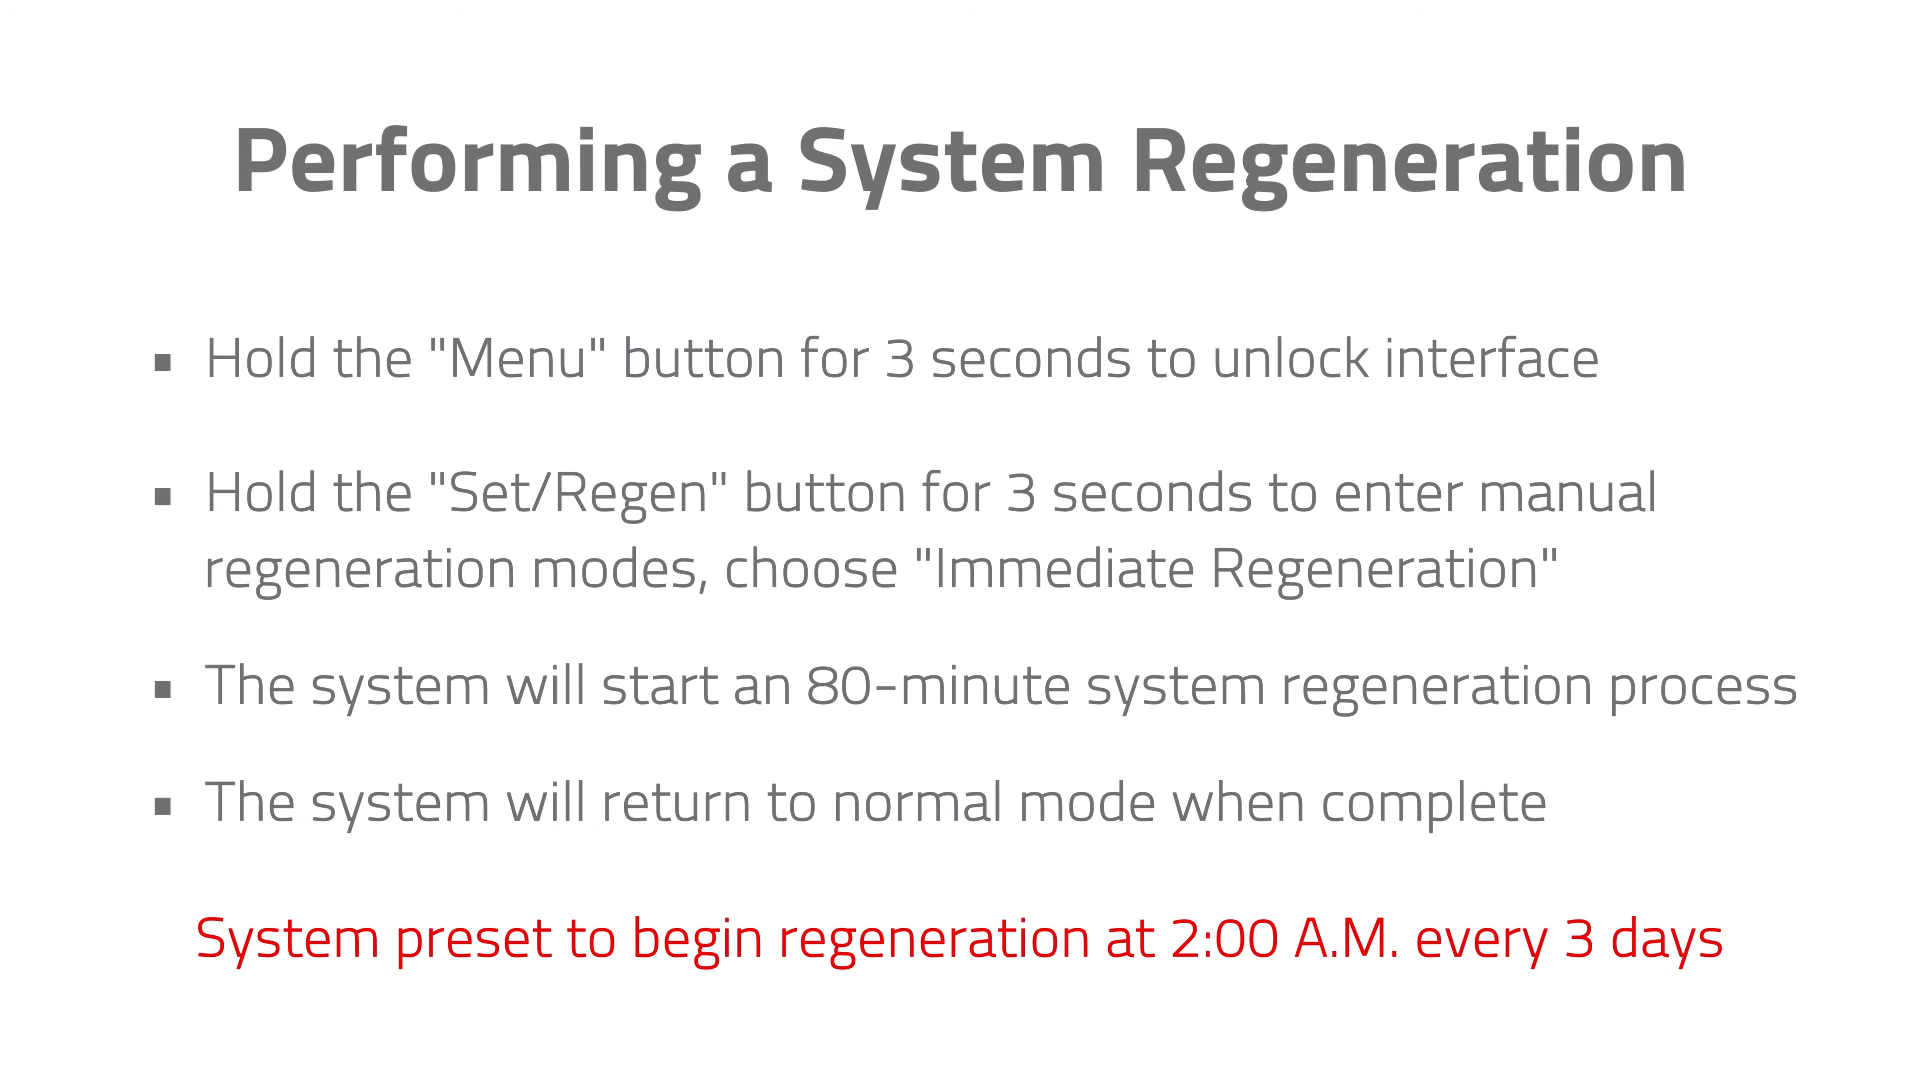 Performing a System Regeneration
▪ Hold the "Menu" button for 3 seconds to unlock interface
▪ Hold the "Set/Regen" button for 3 seconds to enter manual
regeneration modes, choose "Immediate Regeneration"
▪ The system will start an 80-minute system regeneration process
▪ The system will return to normal mode when complete
System preset to begin regeneration at 2:00 A.M. every 3 days